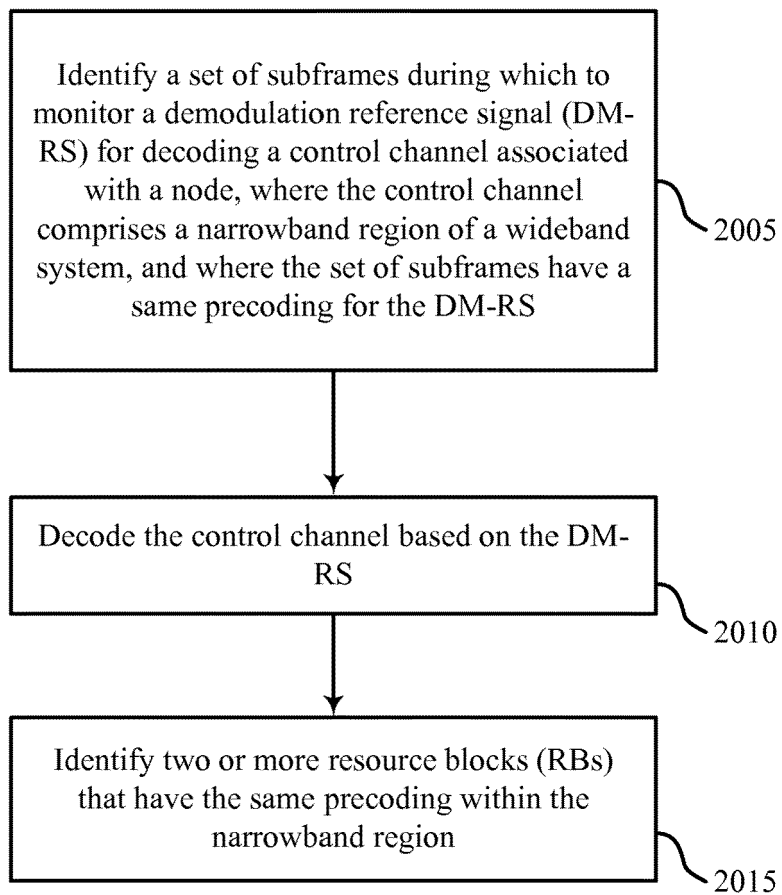 Identify a set of subframes during which to
monitor a demodulation reference signal (DM-
RS) for decoding a control channel associated
with a node, where the control channel
comprises a narrowband region of a wideband
system, and where the set of subframes have a
same precoding for the DM-RS
2005
Decode the control channel based on the DM-
RS
2010
Identify two or more resource blocks (RBs)
that have the same precoding within the
narrowband region
2015